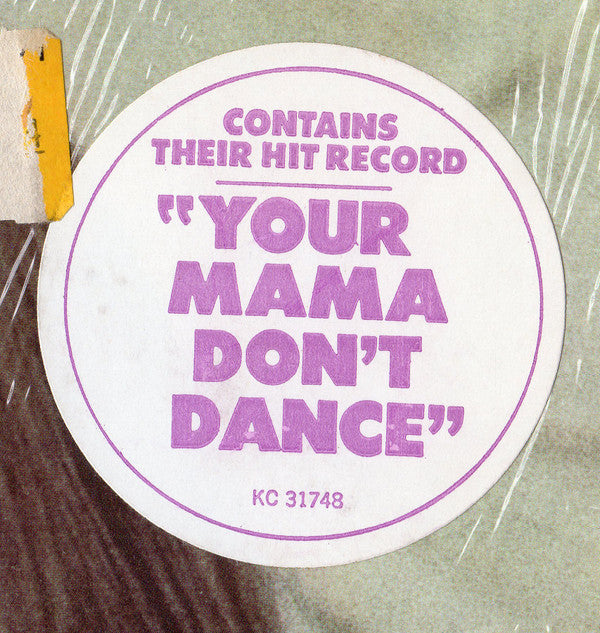 CONTAINS
THEIR HIT RECORD
"YOUR
MAMA
DON'T
DANCE"
KC 31748